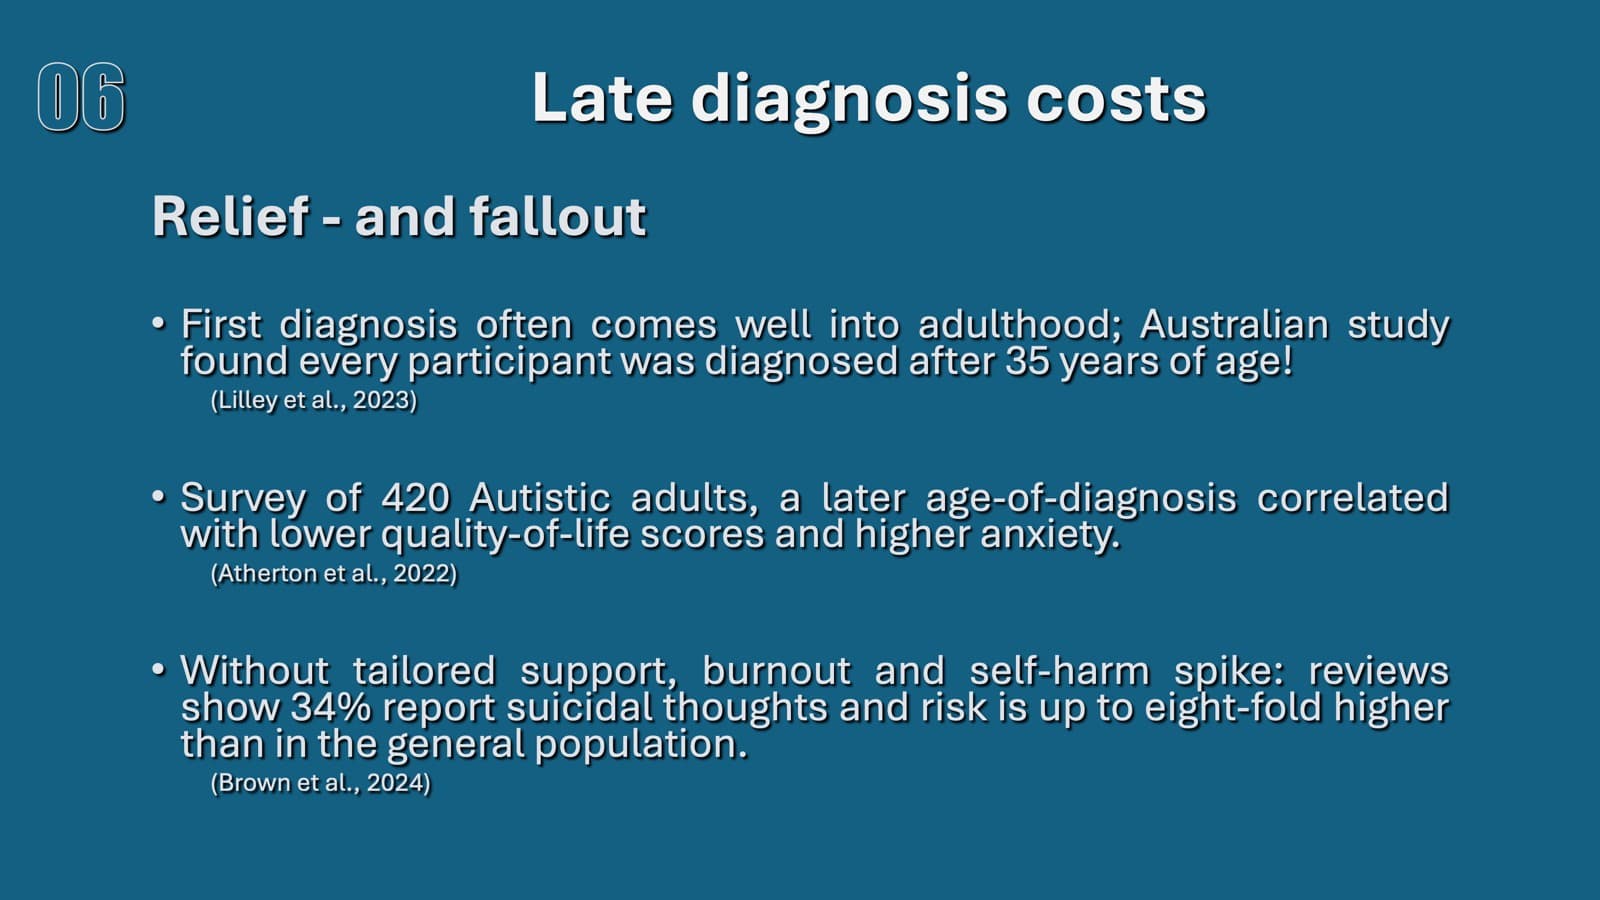 06
Late diagnosis costs
Relief - and fallout
• First diagnosis often comes well into adulthood; Australian study
found every participant was diagnosed after 35 years of age!
(Lilley et al., 2023)
• Survey of 420 Autistic adults, a later age-of-diagnosis correlated
with lower quality-of-life scores and higher anxiety.
(Atherton et al., 2022)
• Without tailored support, burnout and self-harm spike: reviews
show 34% report suicidal thoughts and risk is up to eight-fold higher
than in the general population.
(Brown et al., 2024)